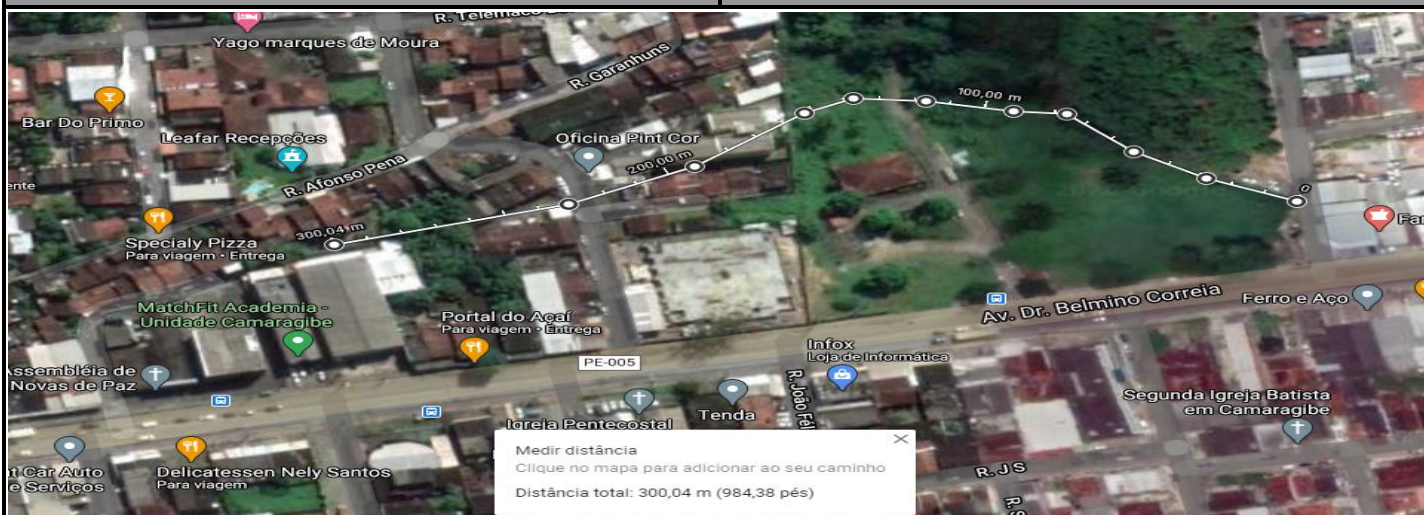 R. Telêmaco
Yago marques de Moura
R. Garanhuns
Bar Do Primo
Leafar Recepções
Oficina Pint Cor
100,00 m
200,00 m
R. Afonso Pena
0
300,04 m
Specialy Pizza
Para viagem • Entrega
MatchFit Academia -
Unidade Camaragibe
Portal do Açaí
Para viagem • Entrega
Av. Dr. Belmino Correia
Ferro e Aço
PE-005
Infox
Loja de Informática
Assembléia de
Novas de Paz
R. João
Tenda
Segunda Igreja Batista
em Camaragibe
Igreja Pentecostal
Car Auto
e Serviços
Delicatessen Nely Santos
Para viagem
R. J S
Medir distância
Clique no mapa para adicionar ao seu caminho
Distância total: 300,04 m (984,38 pés)